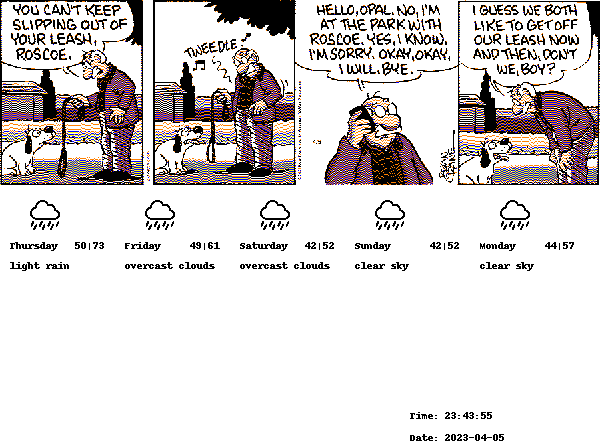 YOU CAN'T KEEP
SLIPPING OUT OF
YOUR LEASH,
ROSCOE.
TWEEDLE
HELLO, OPAL. NO, I'M
AT THE PARK WITH
ROSCOE. YES, I KNOW.
I'M SORRY. OKAY, OKAY,
I WILL. BYE.
I GUESS WE BOTH
LIKE TO GET OFF
OUR LEASH NOW
AND THEN, DON'T
WE, BOY?
Thursday 50|73
light rain
Friday 49|61
overcast clouds
Saturday 42|52
overcast clouds
Sunday 42|52
clear sky
Monday 44|57
clear sky
Time: 23:43:55
Date: 2023-04-05